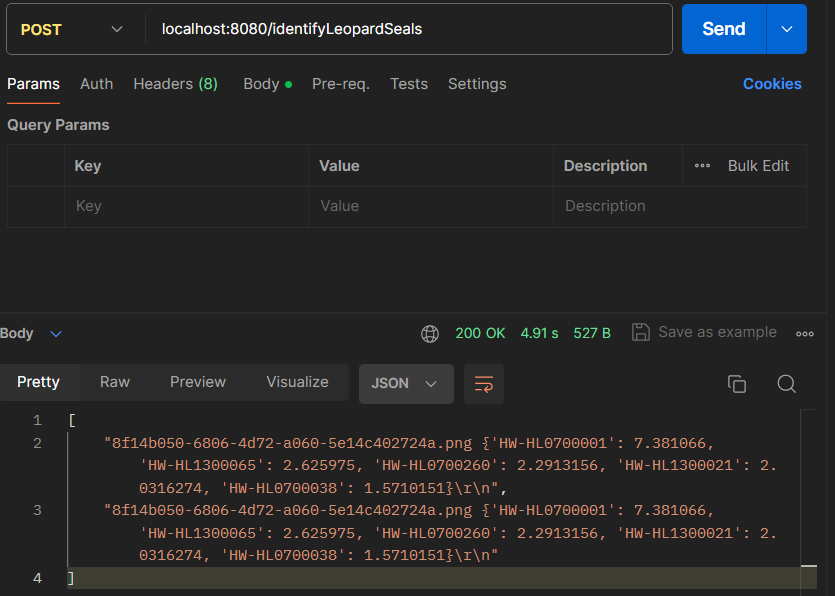 POST localhost:8080/identifyLeopardSeals Send
Params Auth Headers (8) Body Pre-req. Tests Settings Cookies
Query Params
Key Value Description Bulk Edit
Key Value Description
Body 200 OK 4.91 s 527 B Save as example
Pretty Raw Preview Visualize JSON
1 [
2 "8f14b050-6806-4d72-a060-5e14c402724a.png {'HW-HL0700001': 7.381066,
'HW-HL1300065': 2.625975, 'HW-HL0700260': 2.2913156, 'HW-HL1300021': 2.
0316274, 'HW-HL0700038': 1.5710151}\r\n",
3 "8f14b050-6806-4d72-a060-5e14c402724a.png {'HW-HL0700001': 7.381066,
'HW-HL1300065': 2.625975, 'HW-HL0700260': 2.2913156, 'HW-HL1300021': 2.
0316274, 'HW-HL0700038': 1.5710151}\r\n"
4 ]